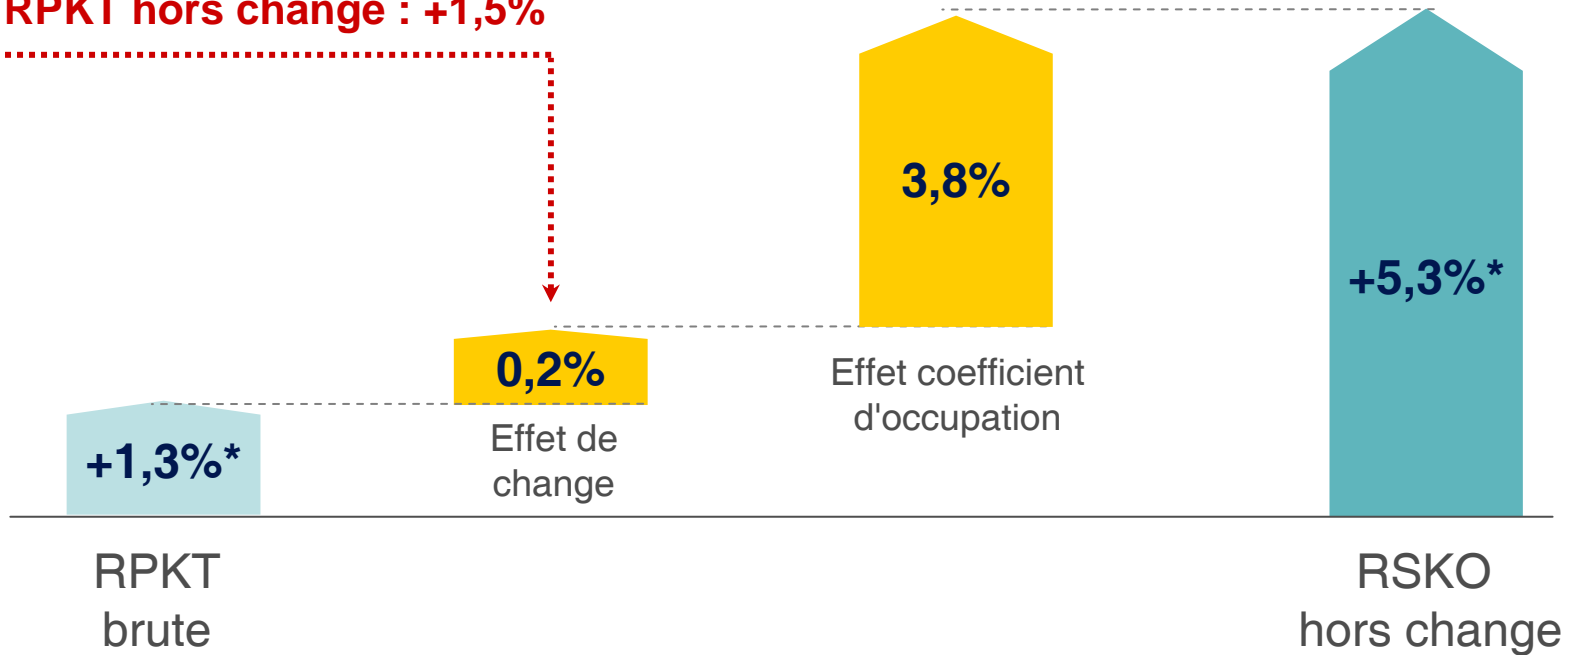 RPKT hors change : +1,5%
3,8%
+5,3%*
0,2%
Effet coefficient
d'occupation
+1,3%*
Effet de
change
RPKT
brute
RSKO
hors change